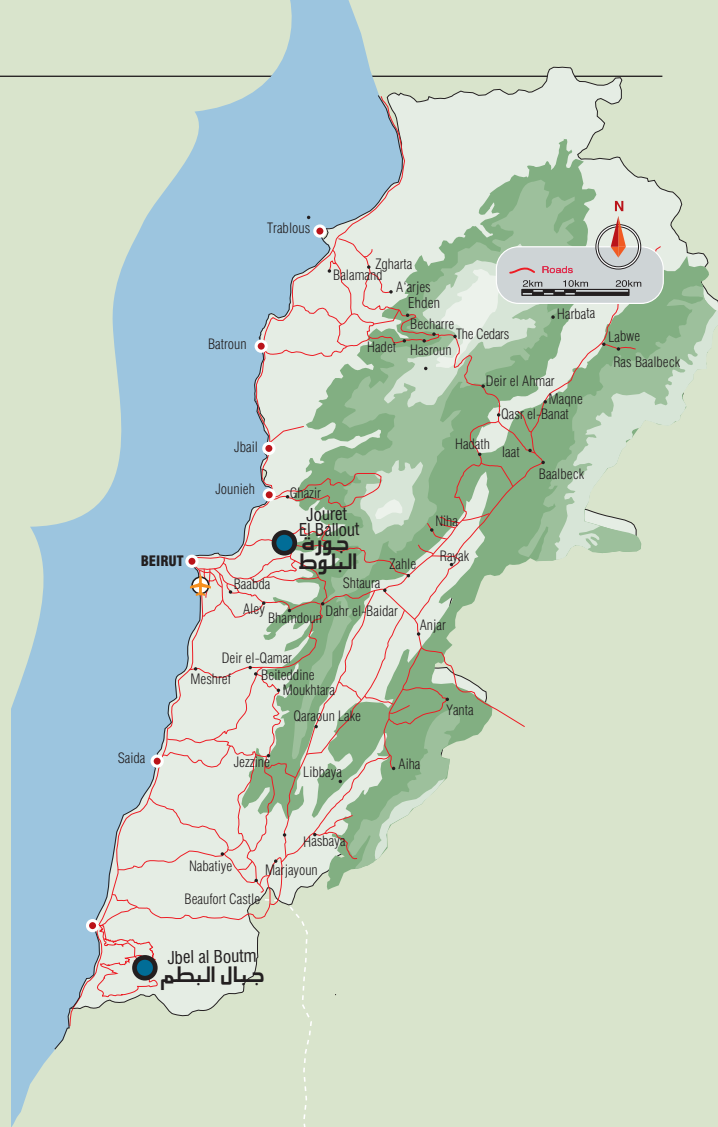 N
Roads
2km 10km 20km
Trablous
Zgharta
Balamand
A'arjes
Ehden
Harbata
Becharre
The Cedars
Batroun
Hadet
Hasroun
Labwe
Ras Baalbeck
Deir el Ahmar
Maqne
Qasr el-Banat
Jbail
Hadath
Iaat
Baalbeck
Jounieh
Ghazir
Jouret
El Ballout
جورة
البلوط
Niha
BEIRUT
Zahle
Rayak
Baabda
Shtaura
Aley
Bhamdoun
Dahr el-Baidar
Anjar
Deir el-Qamar
Meshref
Beiteddine
Moukhtara
Qaraoun Lake
Yanta
Saida
Jezzine
Libbaya
Aiha
Hasbaya
Nabatiye
Marjayoun
Beaufort Castle
Jbel al Boutm
جبال البطم